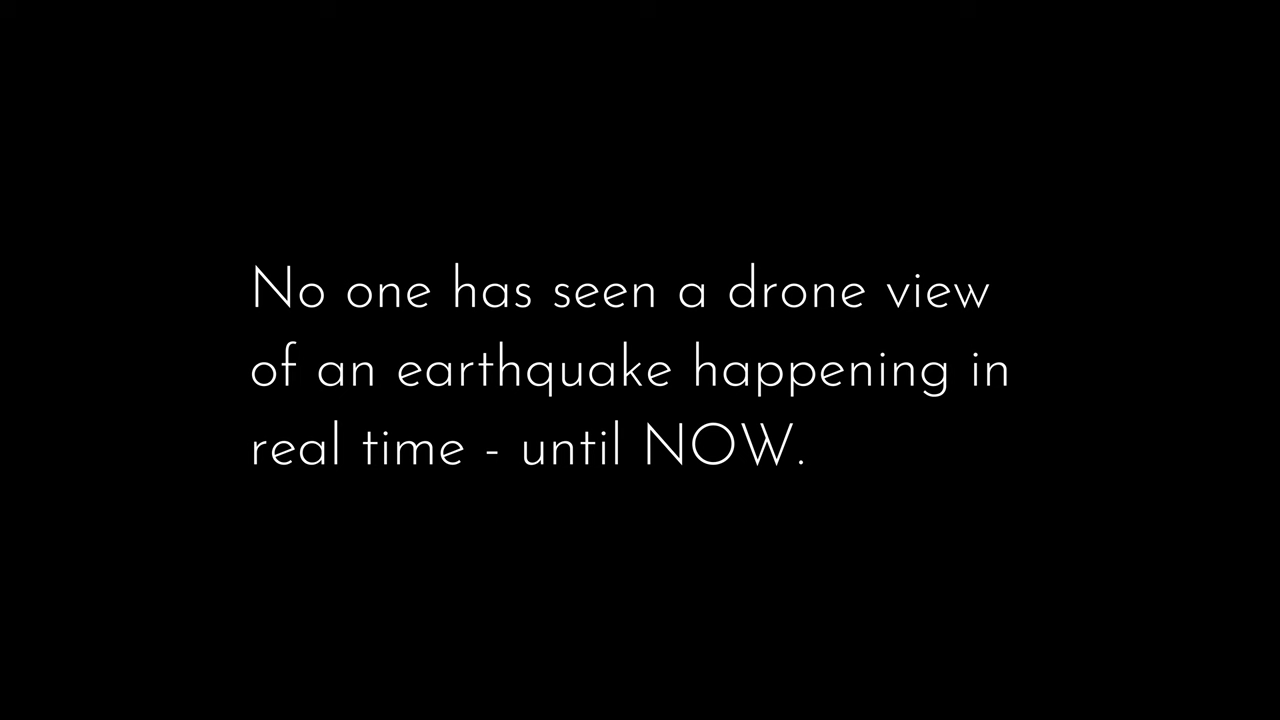 No one has seen a drone view
of an earthquake happening in
real time - until NOW.